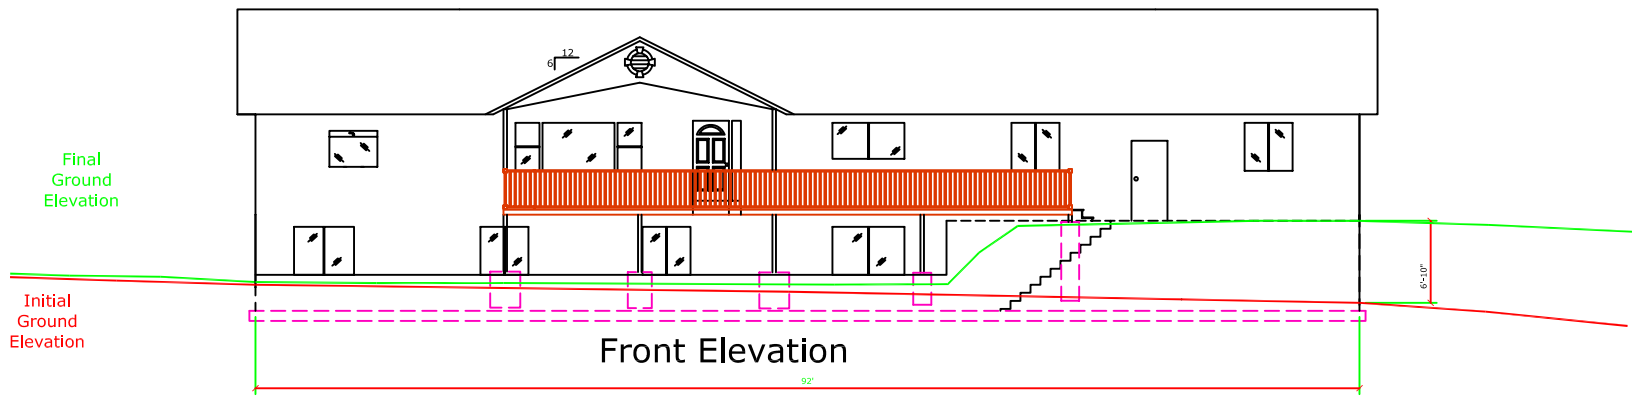 12
6
Final
Ground
Elevation
6'-10"
Initial
Ground
Elevation
Front Elevation
92'